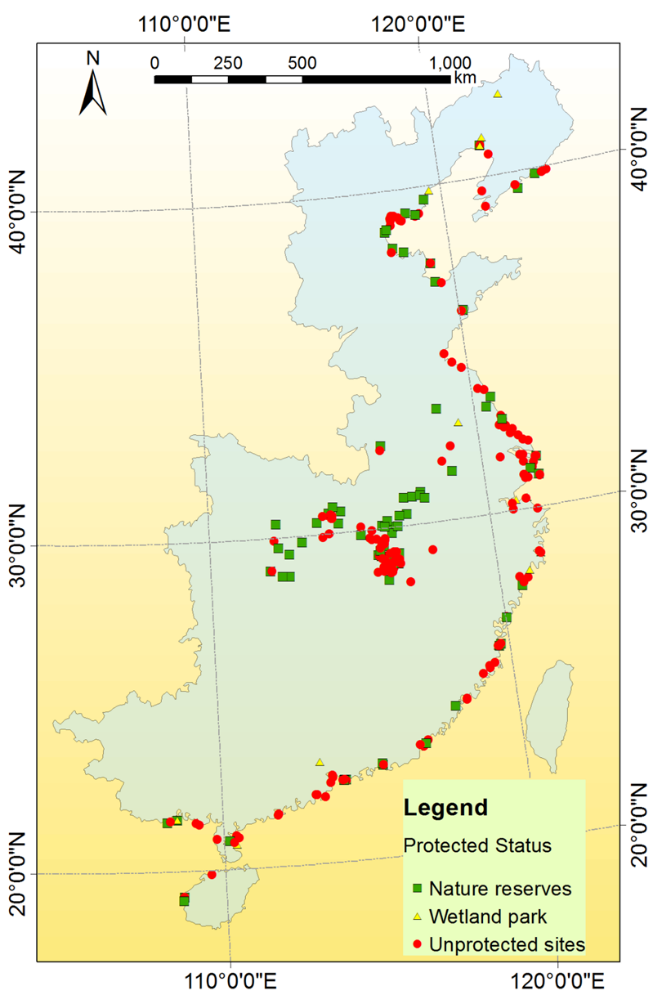 110°0'0"E 120°0'0"E
N
0 250 500 1,000
km
40°0'0"N
40°0'0"N
30°0'0"N
30°0'0"N
20°0'0"N
20°0'0"N
Legend
Protected Status
Nature reserves
Wetland park
Unprotected sites
110°0'0"E 120°0'0"E